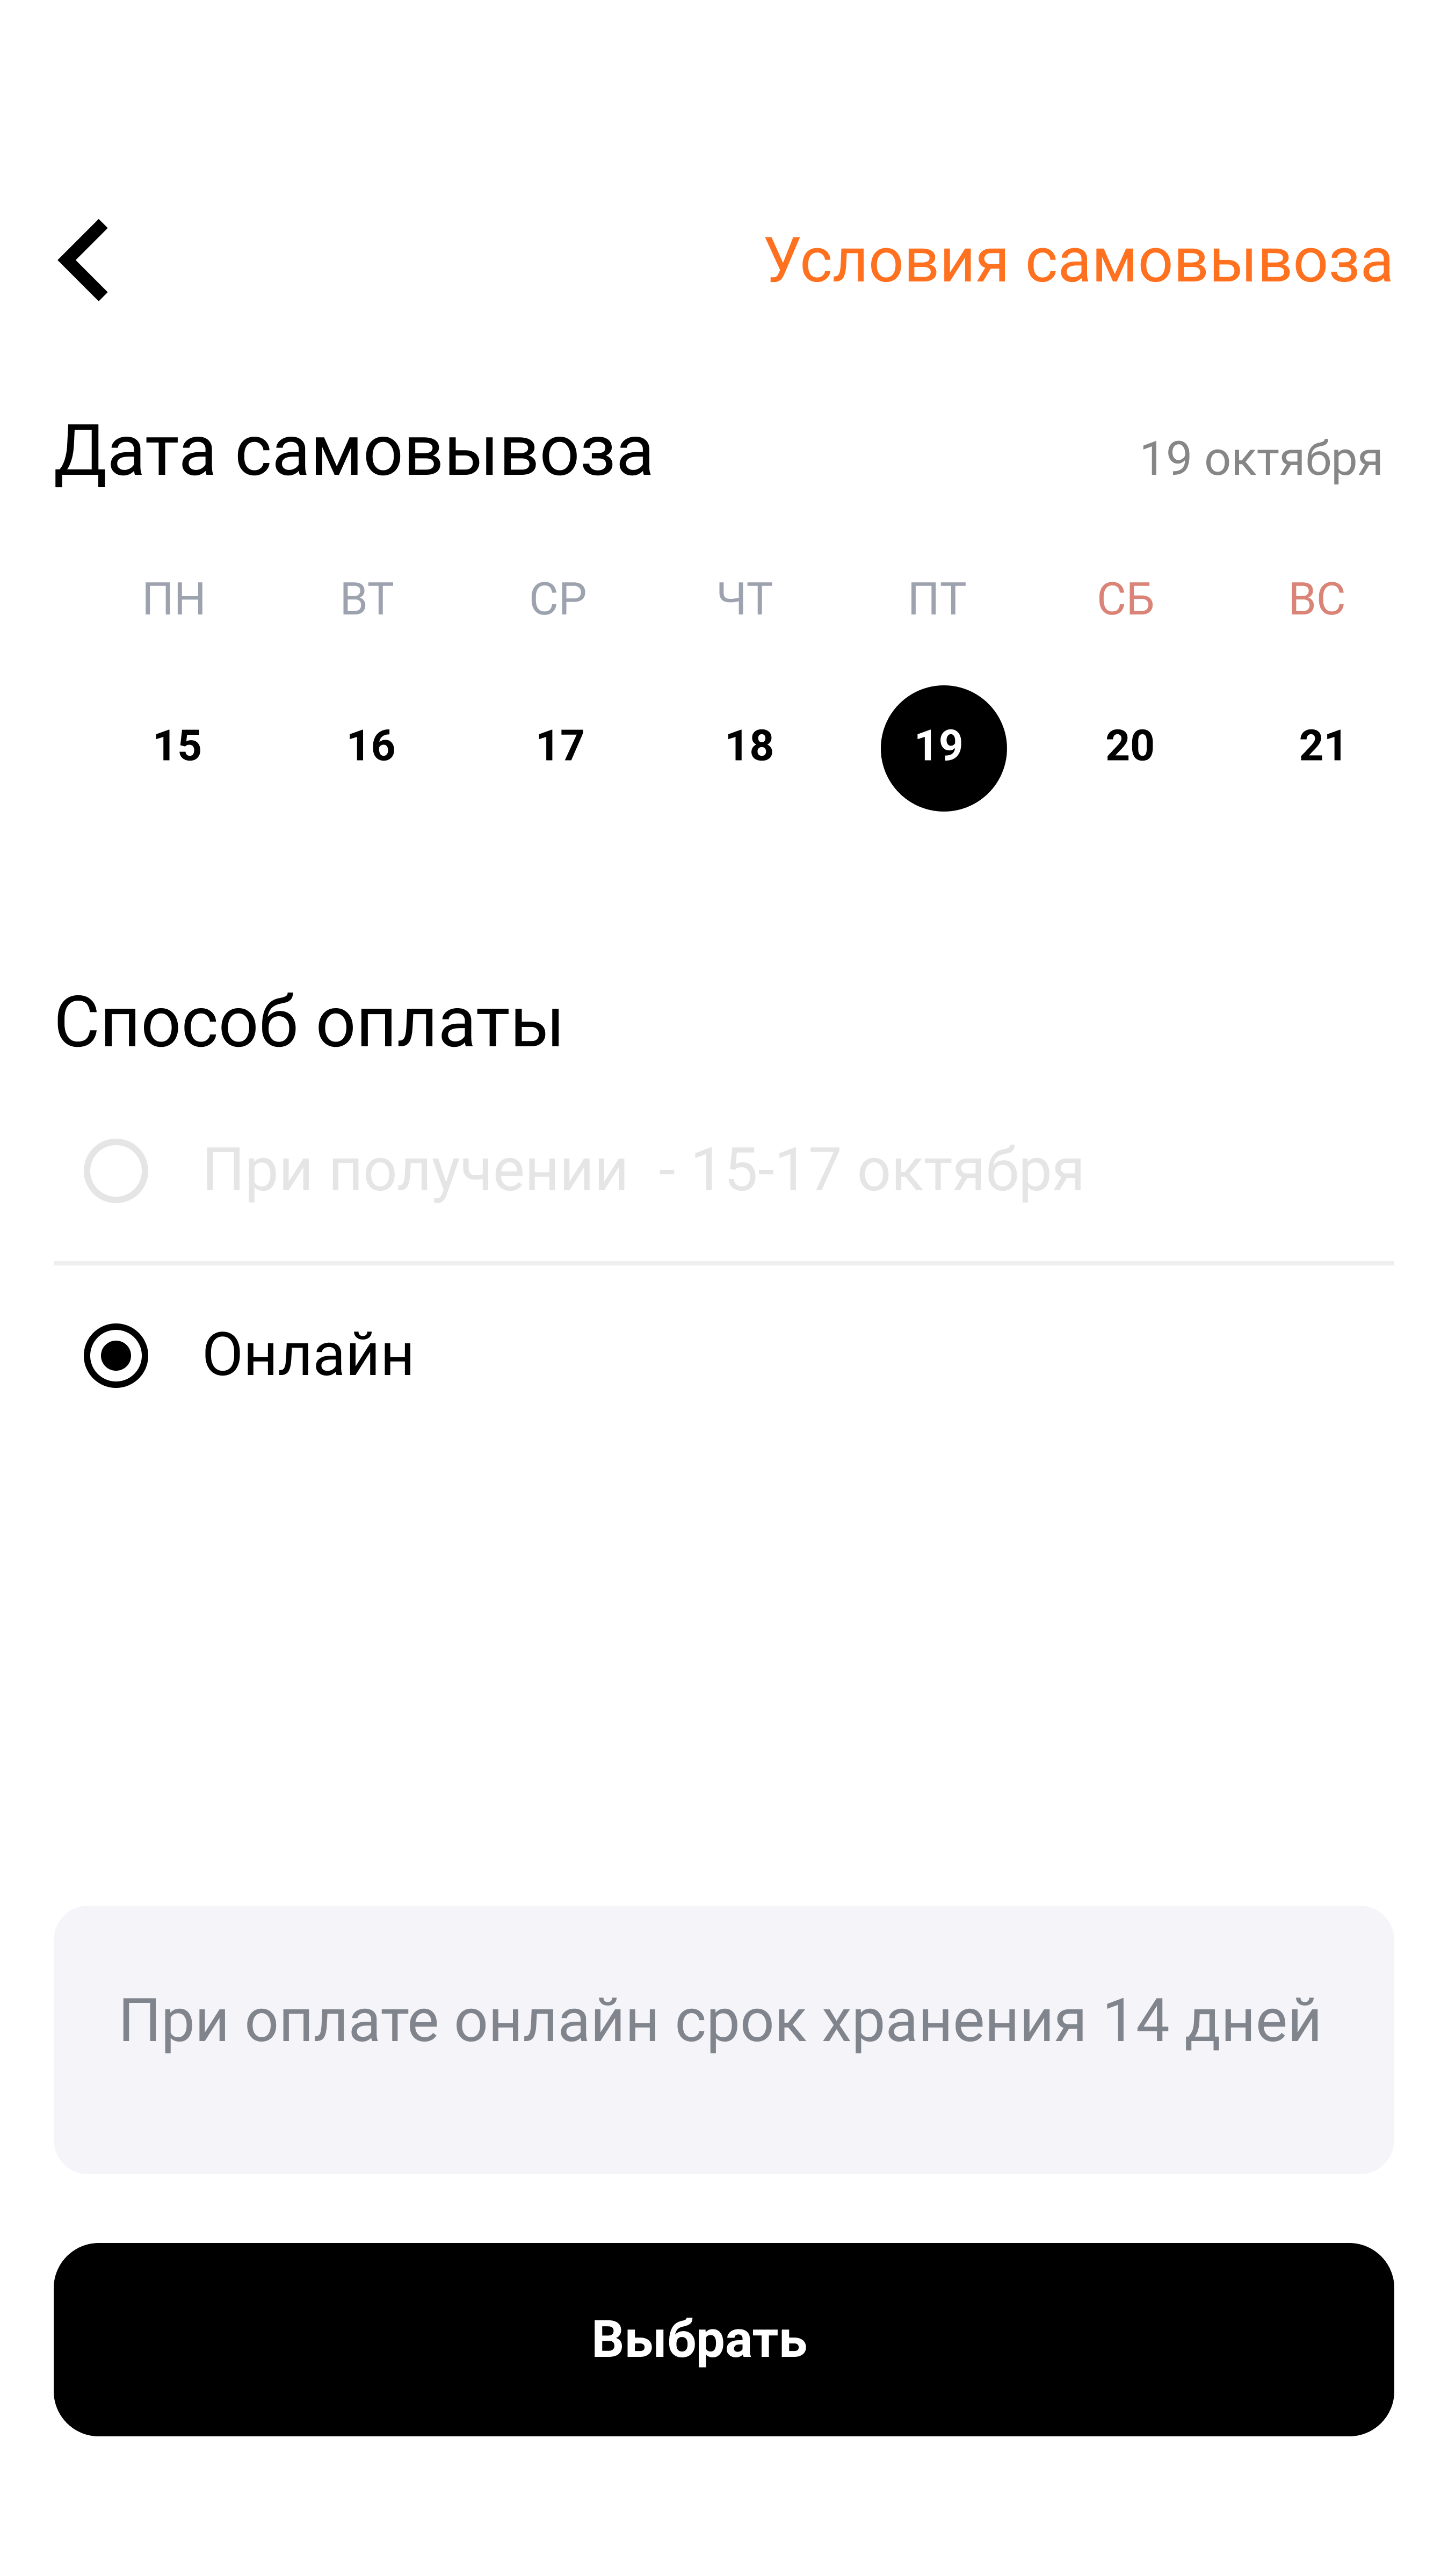 Условия самовывоза
Дата самовывоза 19 октября
ПН ВТ СР ЧТ ПТ СБ ВС
15 16 17 18 19 20 21
Способ оплаты
При получении - 15-17 октября
Онлайн
При оплате онлайн срок хранения 14 дней
Выбрать